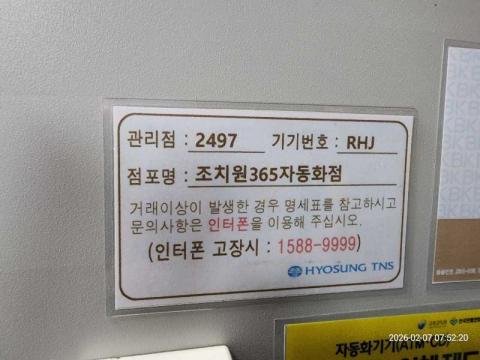 관리점 : 2497 기기번호 : RHJ
점포명 : 조치원365자동화점
거래이상이 발생한 경우 명세표를 참고하시고
문의사항은 인터폰을 이용해 주십시오.
(인터폰 고장시 : 1588-9999)
HYOSUNG TNS
자동화기기(ATM·CD)
2026-02-07 07:52:20